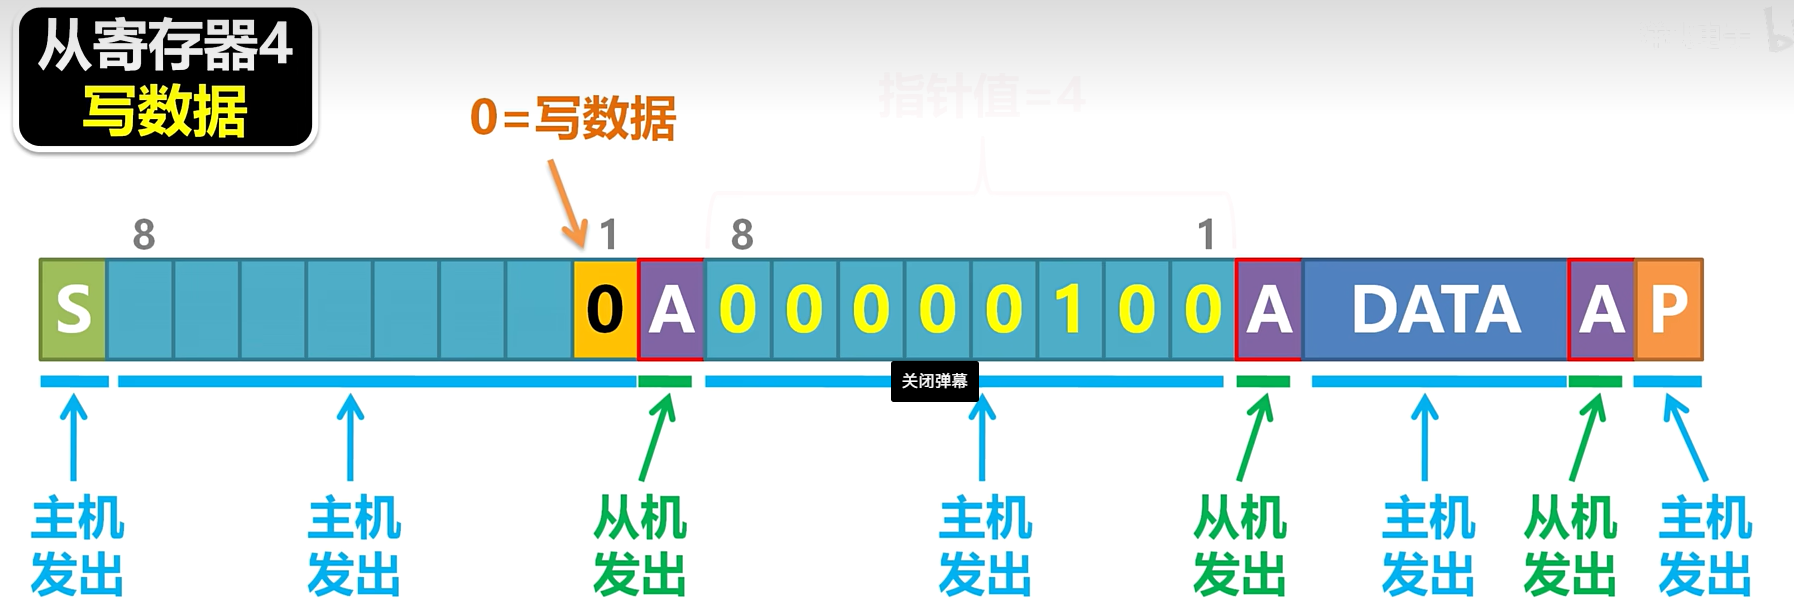 从寄存器4
写数据
指针值=4
0=写数据
8 1 8 1
S 0 A 0 0 0 0 0 1 0 0 A DATA A P
关闭弹幕
主机 主机 从机 主机 从机 主机 从机 主机
发出 发出 发出 发出 发出 发出 发出 发出